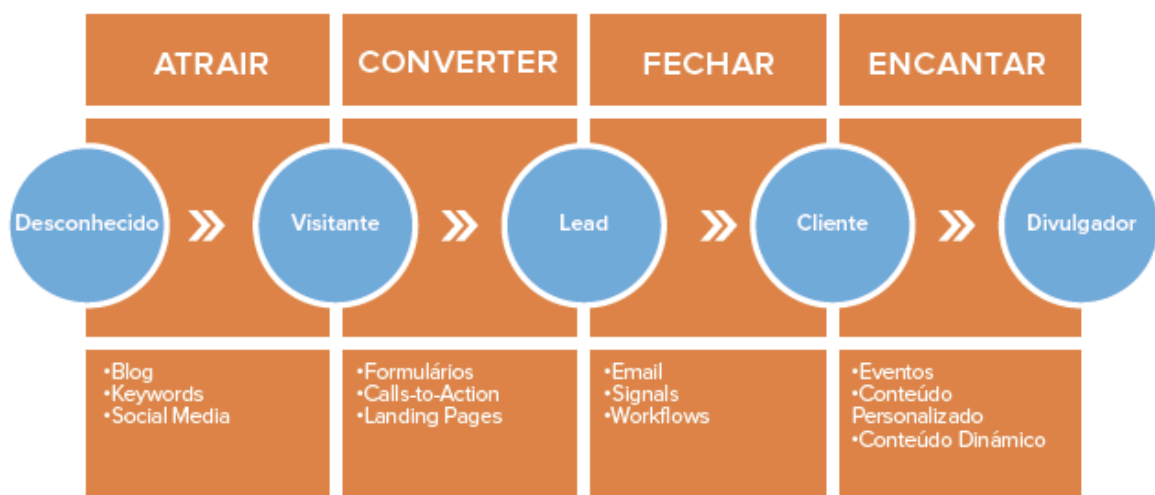 ATRAIR
CONVERTER
FECHAR
ENCANTAR
Desconhecido
Visitante
Lead
Cliente
Divulgador
•Blog
•Keywords
•Social Media
•Formulários
•Calls-to-Action
•Landing Pages
•Email
•Signals
•Workflows
•Eventos
•Conteúdo
Personalizado
•Conteúdo Dinámico